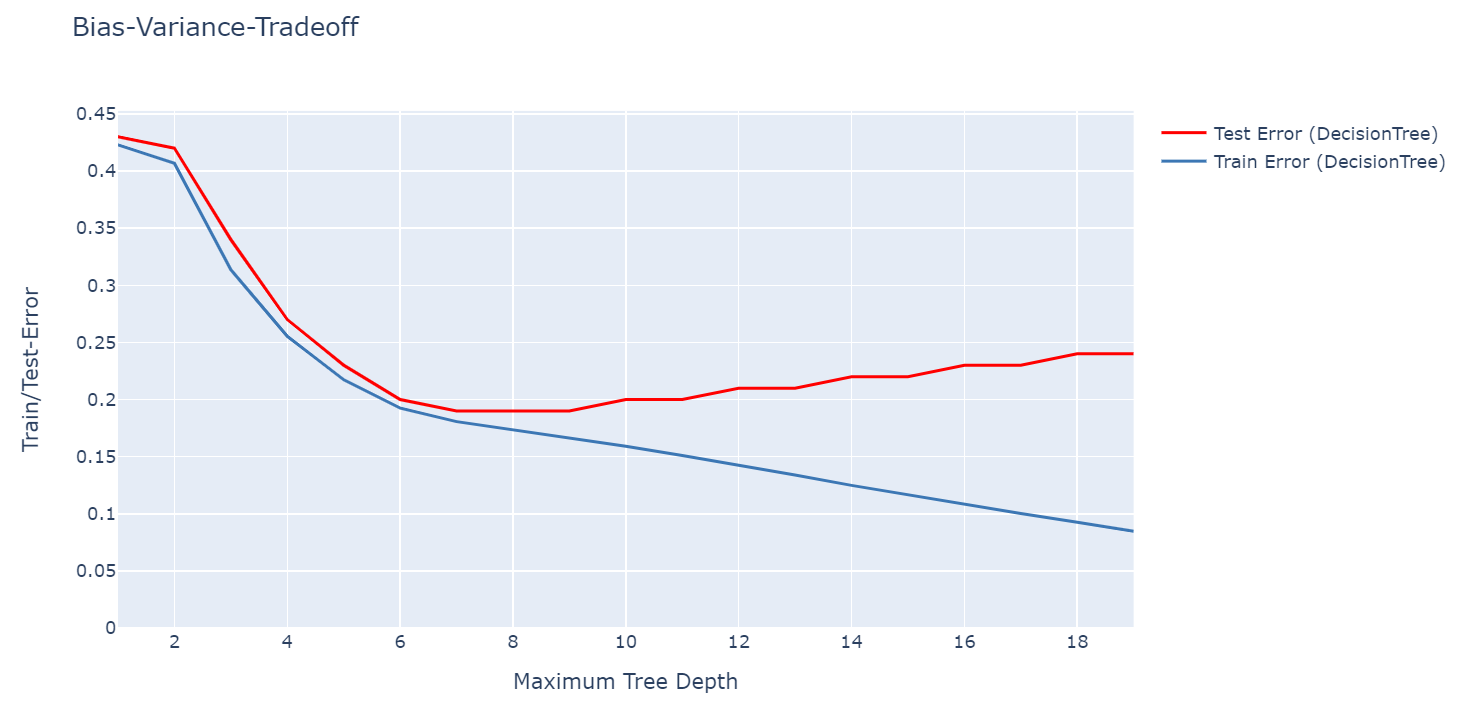 Bias-Variance-Tradeoff
Test Error (DecisionTree)
Train Error (DecisionTree)
Train/Test-Error
0.45
0.4
0.35
0.3
0.25
0.2
0.15
0.1
0.05
0
2 4 6 8 10 12 14 16 18
Maximum Tree Depth